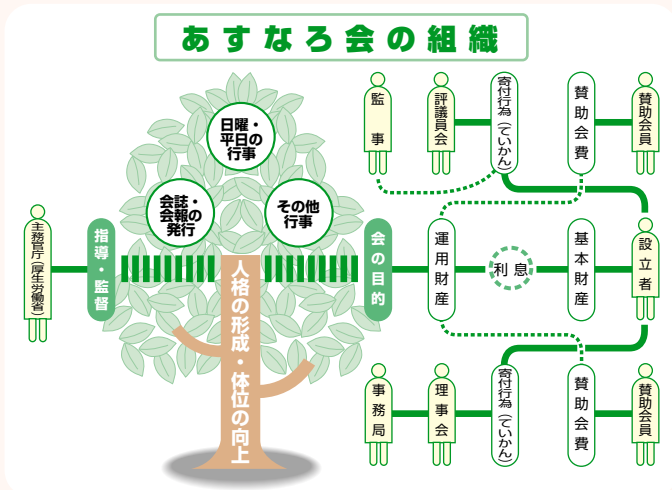 あすなろ会の組織
監事
評議員会
寄付行為(ていかん)
賛助会費
賛助会員
日曜・
平日の
行事
会誌・
会報の
発行
その他
行事
主務官庁(厚生労働省)
指導・監督
人格の形成・体位の向上
会の目的
運用財産
利息
基本財産
設立者
事務局
理事会
寄付行為(ていかん)
賛助会費
賛助会員